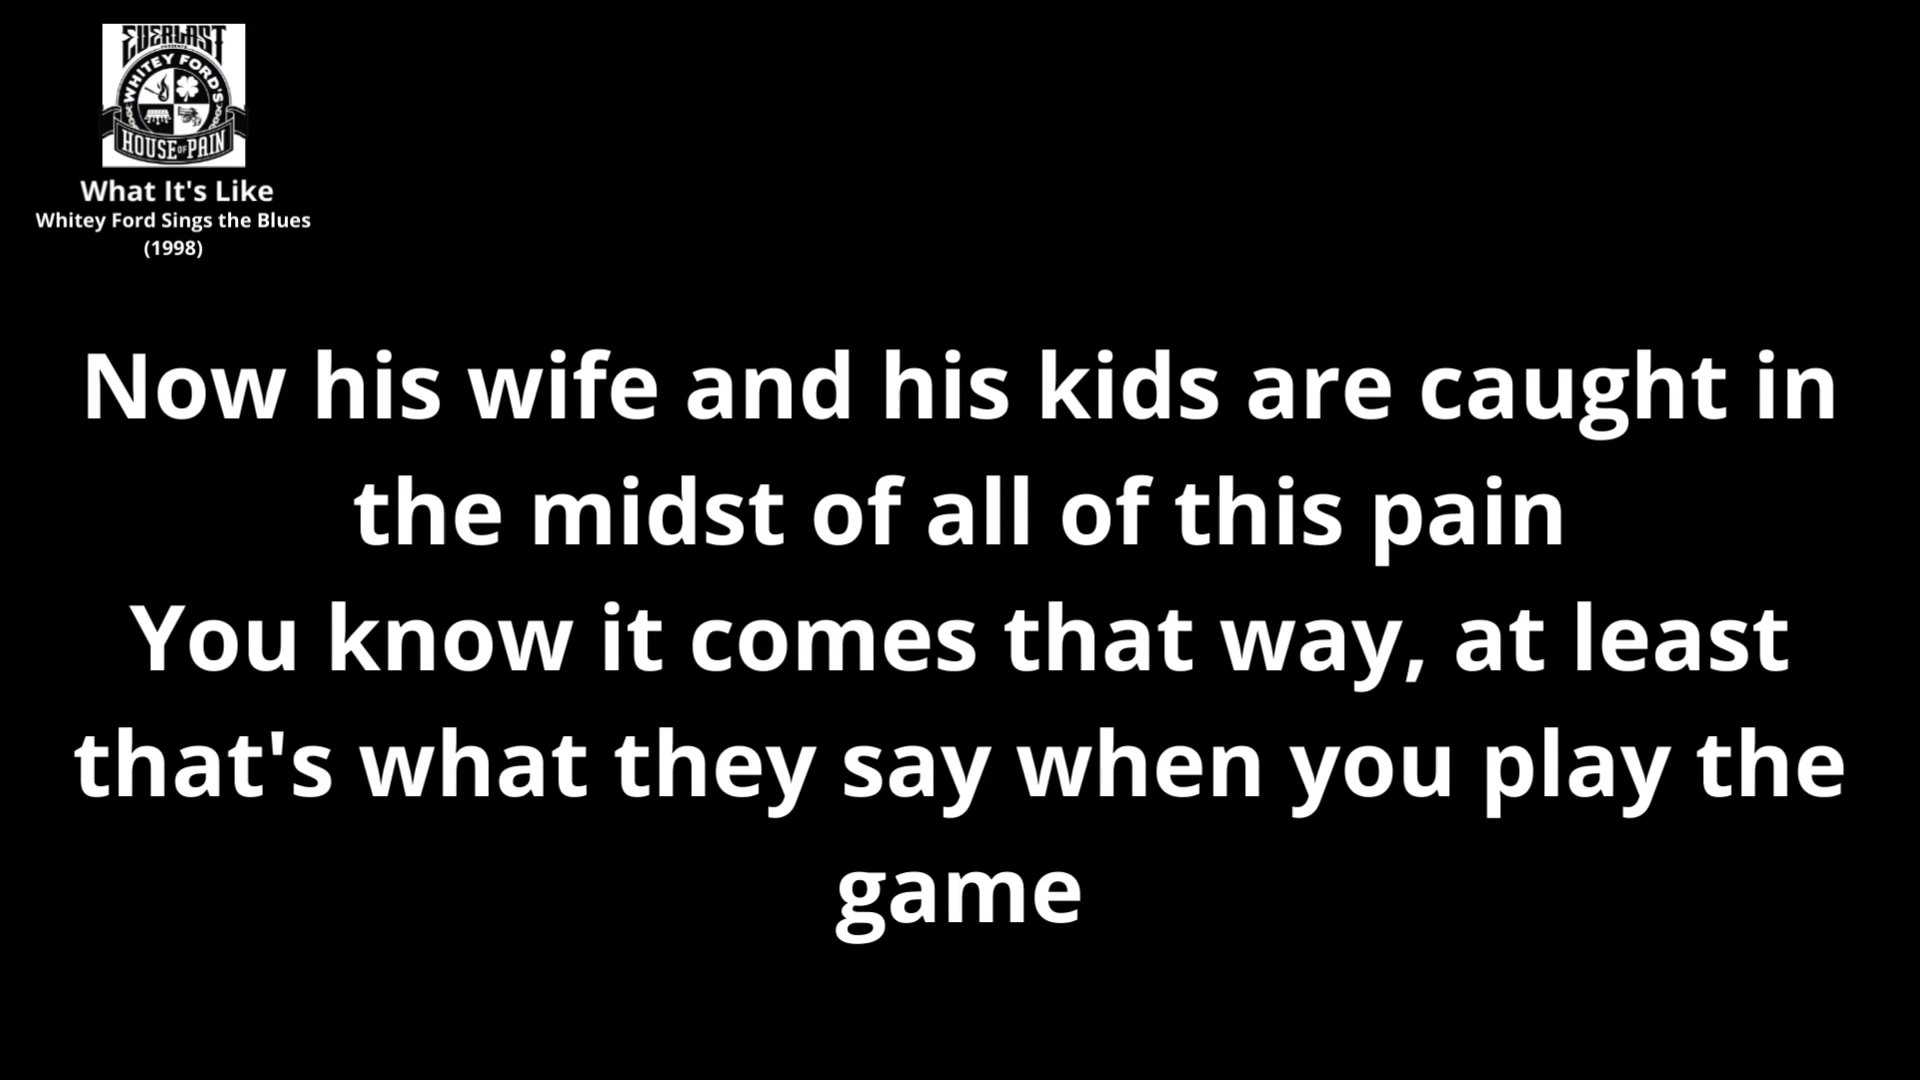 EVERLAST
PRESENTS
WHITEY FORD'S
HOUSE OF PAIN
What It's Like
Whitey Ford Sings the Blues
(1998)
Now his wife and his kids are caught in
the midst of all of this pain
You know it comes that way, at least
that's what they say when you play the
game